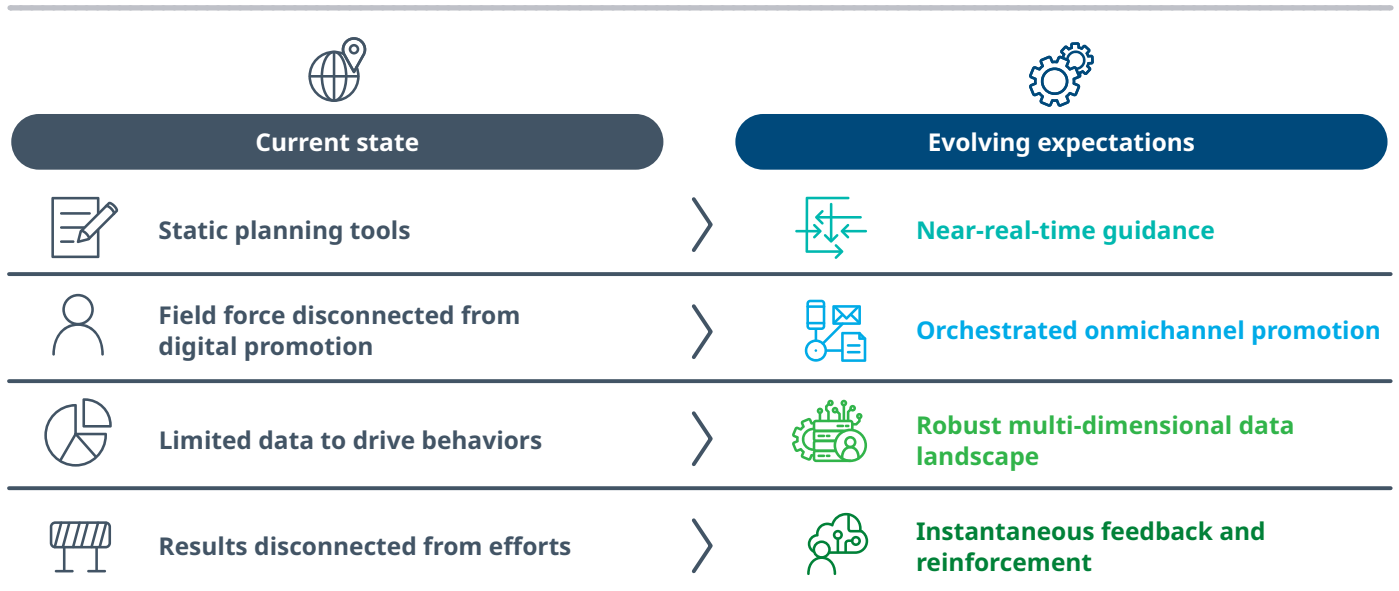 Current state
Evolving expectations
Static planning tools
Near-real-time guidance
Field force disconnected from
digital promotion
Orchestrated onmichannel promotion
Limited data to drive behaviors
Robust multi-dimensional data
landscape
Results disconnected from efforts
Instantaneous feedback and
reinforcement